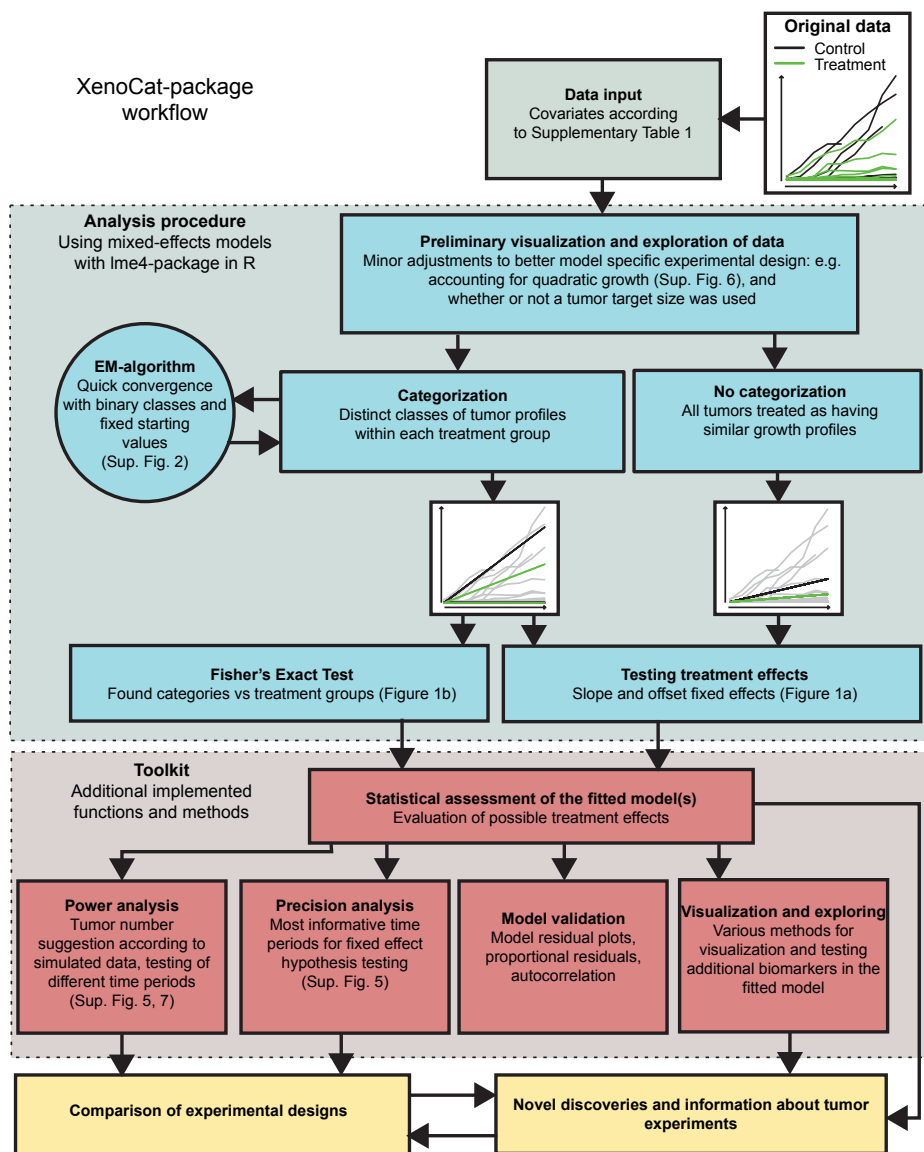 XenoCat-package
workflow
Original data
Control
Treatment
Data input
Covariates according
to Supplementary Table 1
Analysis procedure
Using mixed-effects models
with lme4-package in R
Preliminary visualization and exploration of data
Minor adjustments to better model specific experimental design: e.g.
accounting for quadratic growth (Sup. Fig. 6), and
whether or not a tumor target size was used
EM-algorithm
Quick convergence
with binary classes and
fixed starting
values
(Sup. Fig. 2)
Categorization
Distinct classes of tumor profiles
within each treatment group
No categorization
All tumors treated as having
similar growth profiles
Fisher's Exact Test
Found categories vs treatment groups (Figure 1b)
Testing treatment effects
Slope and offset fixed effects (Figure 1a)
Toolkit
Additional implemented
functions and methods
Statistical assessment of the fitted model(s)
Evaluation of possible treatment effects
Power analysis
Tumor number
suggestion according to
simulated data, testing of
different time periods
(Sup. Fig. 5, 7)
Precision analysis
Most informative time
periods for fixed effect
hypothesis testing
(Sup. Fig. 5)
Model validation
Model residual plots,
proportional residuals,
autocorrelation
Visualization and exploring
Various methods for
visualization and testing
additional biomarkers in the
fitted model
Comparison of experimental designs
Novel discoveries and information about tumor
experiments